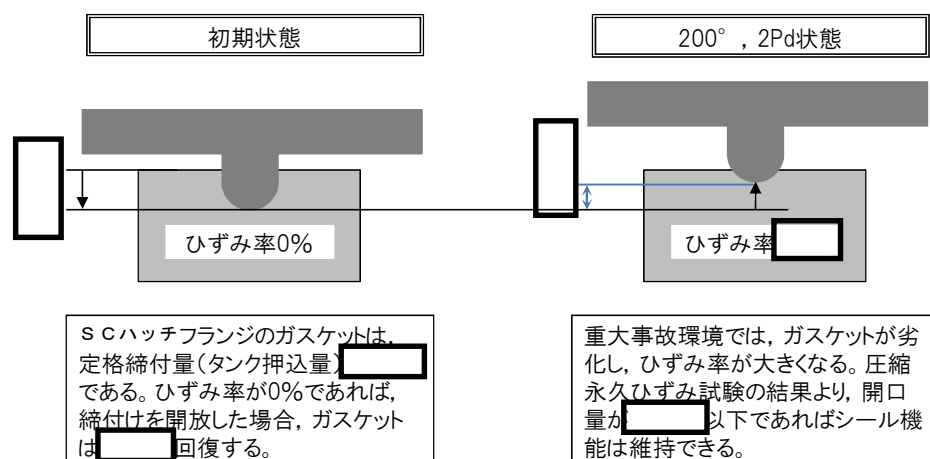 初期状態
200°，2Pd状態
ひずみ率0%
ひずみ率
ＳＣハッチフランジのガスケットは，
定格締付量(タンク押込量)
である。ひずみ率が0%であれば，
締付けを開放した場合，ガスケット
は 回復する。
重大事故環境では，ガスケットが劣
化し，ひずみ率が大きくなる。圧縮
永久ひずみ試験の結果より，開口
量が 以下であればシール機
能は維持できる。